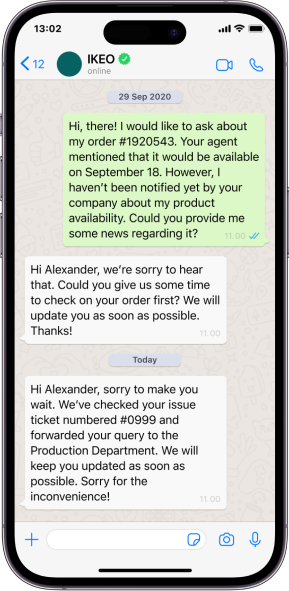 13:02
12
IKEO
online
29 Sep 2020
Hi, there! I would like to ask about
my order #1920543. Your agent
mentioned that it would be available
on September 18. However, I
haven't been notified yet by your
company about my product
availability. Could you provide me
some news regarding it?
11.00
Hi Alexander, we're sorry to hear
that. Could you give us some time
to check on your order first? We will
update you as soon as possible.
Thanks!
11.00
Today
Hi Alexander, sorry to make you
wait. We've checked your issue
ticket numbered #0999 and
forwarded your query to the
Production Department. We will
keep you updated as soon as
possible. Sorry for the
inconvenience!
11.00